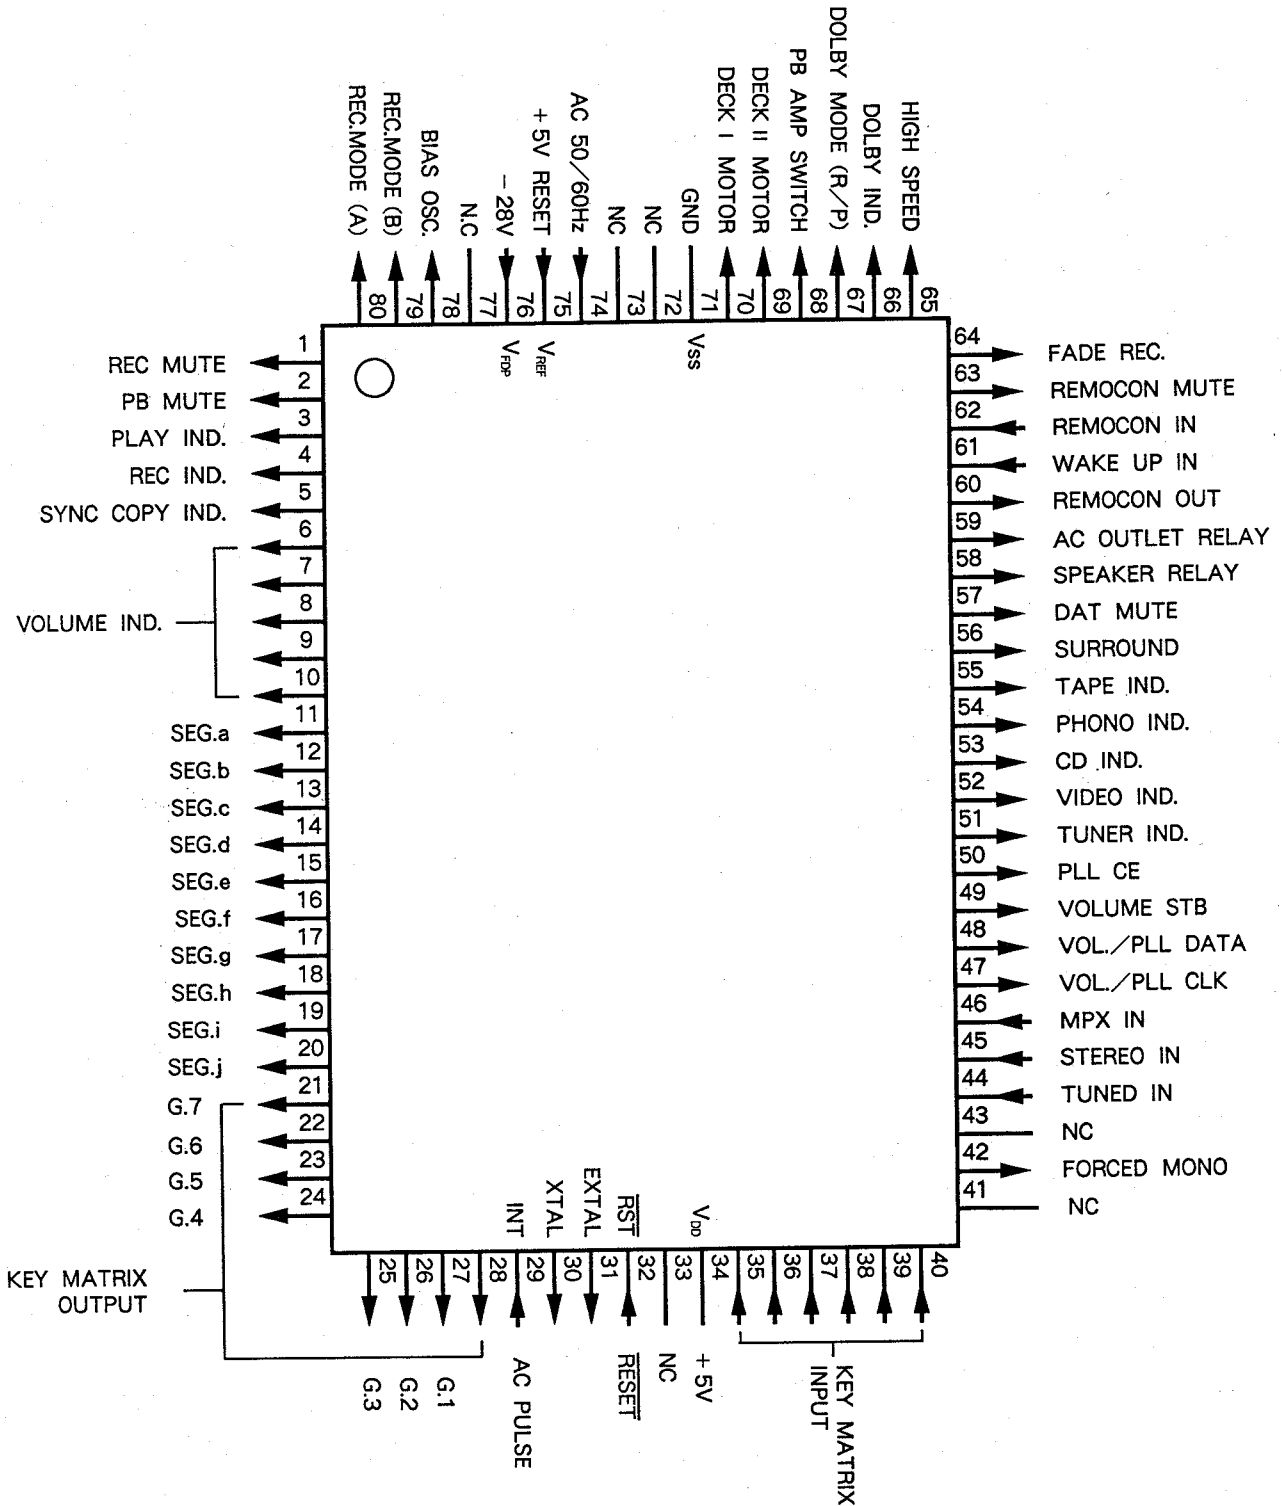 REC.MODE (A)
REC.MODE (B)
BIAS OSC.
N.C
−28V
+5V RESET
AC 50/60Hz
NC
NC
GND
DECK I MOTOR
DECK II MOTOR
PB AMP SWITCH
DOLBY MODE (R/P)
DOLBY IND.
HIGH SPEED
80
79
78
77
76
75
74
73
72
71
70
69
68
67
66
65
VFDP
VREF
VSS
1
REC MUTE
2
PB MUTE
3
PLAY IND.
4
REC IND.
5
SYNC COPY IND.
6
7
8
VOLUME IND.
9
10
11
SEG.a
12
SEG.b
13
SEG.c
14
SEG.d
15
SEG.e
16
SEG.f
17
SEG.g
18
SEG.h
19
SEG.i
20
SEG.j
21
G.7
22
G.6
23
G.5
24
G.4
KEY MATRIX
OUTPUT
64
FADE REC.
63
REMOCON MUTE
62
REMOCON IN
61
WAKE UP IN
60
REMOCON OUT
59
AC OUTLET RELAY
58
SPEAKER RELAY
57
DAT MUTE
56
SURROUND
55
TAPE IND.
54
PHONO IND.
53
CD IND.
52
VIDEO IND.
51
TUNER IND.
50
PLL CE
49
VOLUME STB
48
VOL./PLL DATA
47
VOL./PLL CLK
46
MPX IN
45
STEREO IN
44
TUNED IN
43
NC
42
FORCED MONO
41
NC
INT
XTAL
EXTAL
RST
VDD
25
26
27
28
29
30
31
32
33
34
35
36
37
38
39
40
G.3
G.2
G.1
AC PULSE
RESET
NC
+5V
KEY MATRIX
INPUT